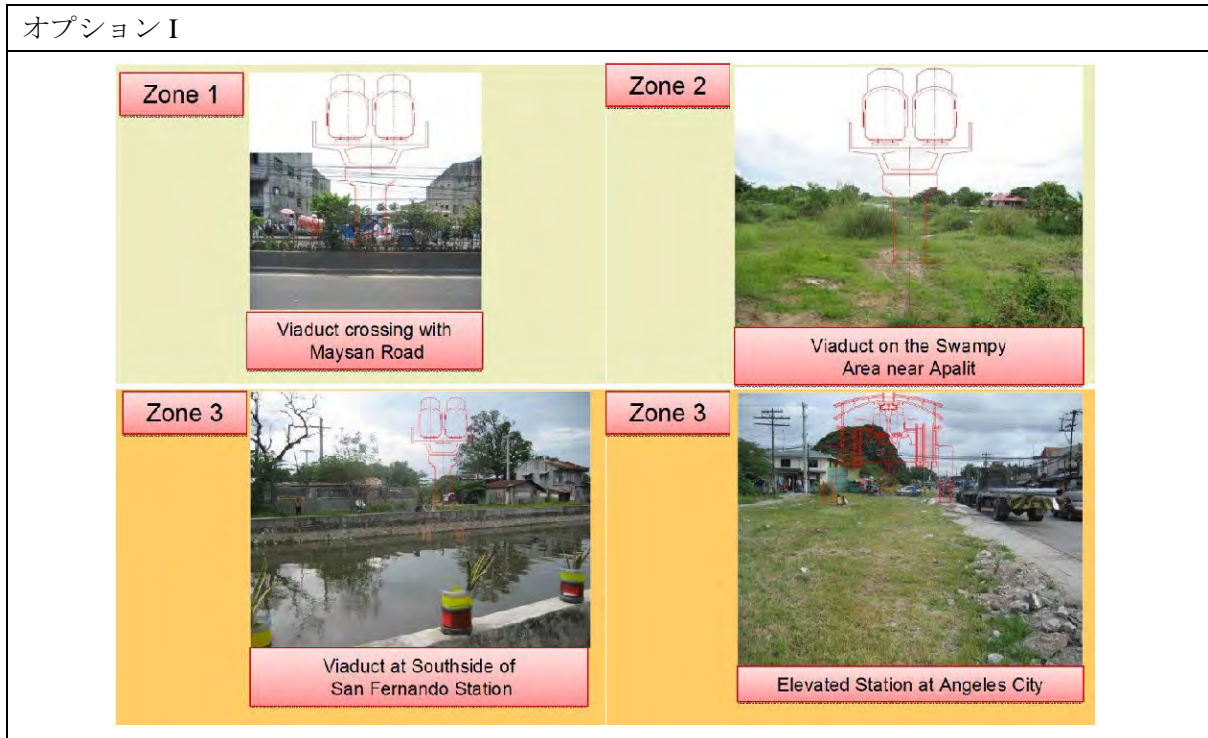 オプション I
Zone 1
Viaduct crossing with
Maysan Road
Zone 2
Viaduct on the Swampy
Area near Apalit
Zone 3
Viaduct at Southside of
San Fernando Station
Zone 3
Elevated Station at Angeles City